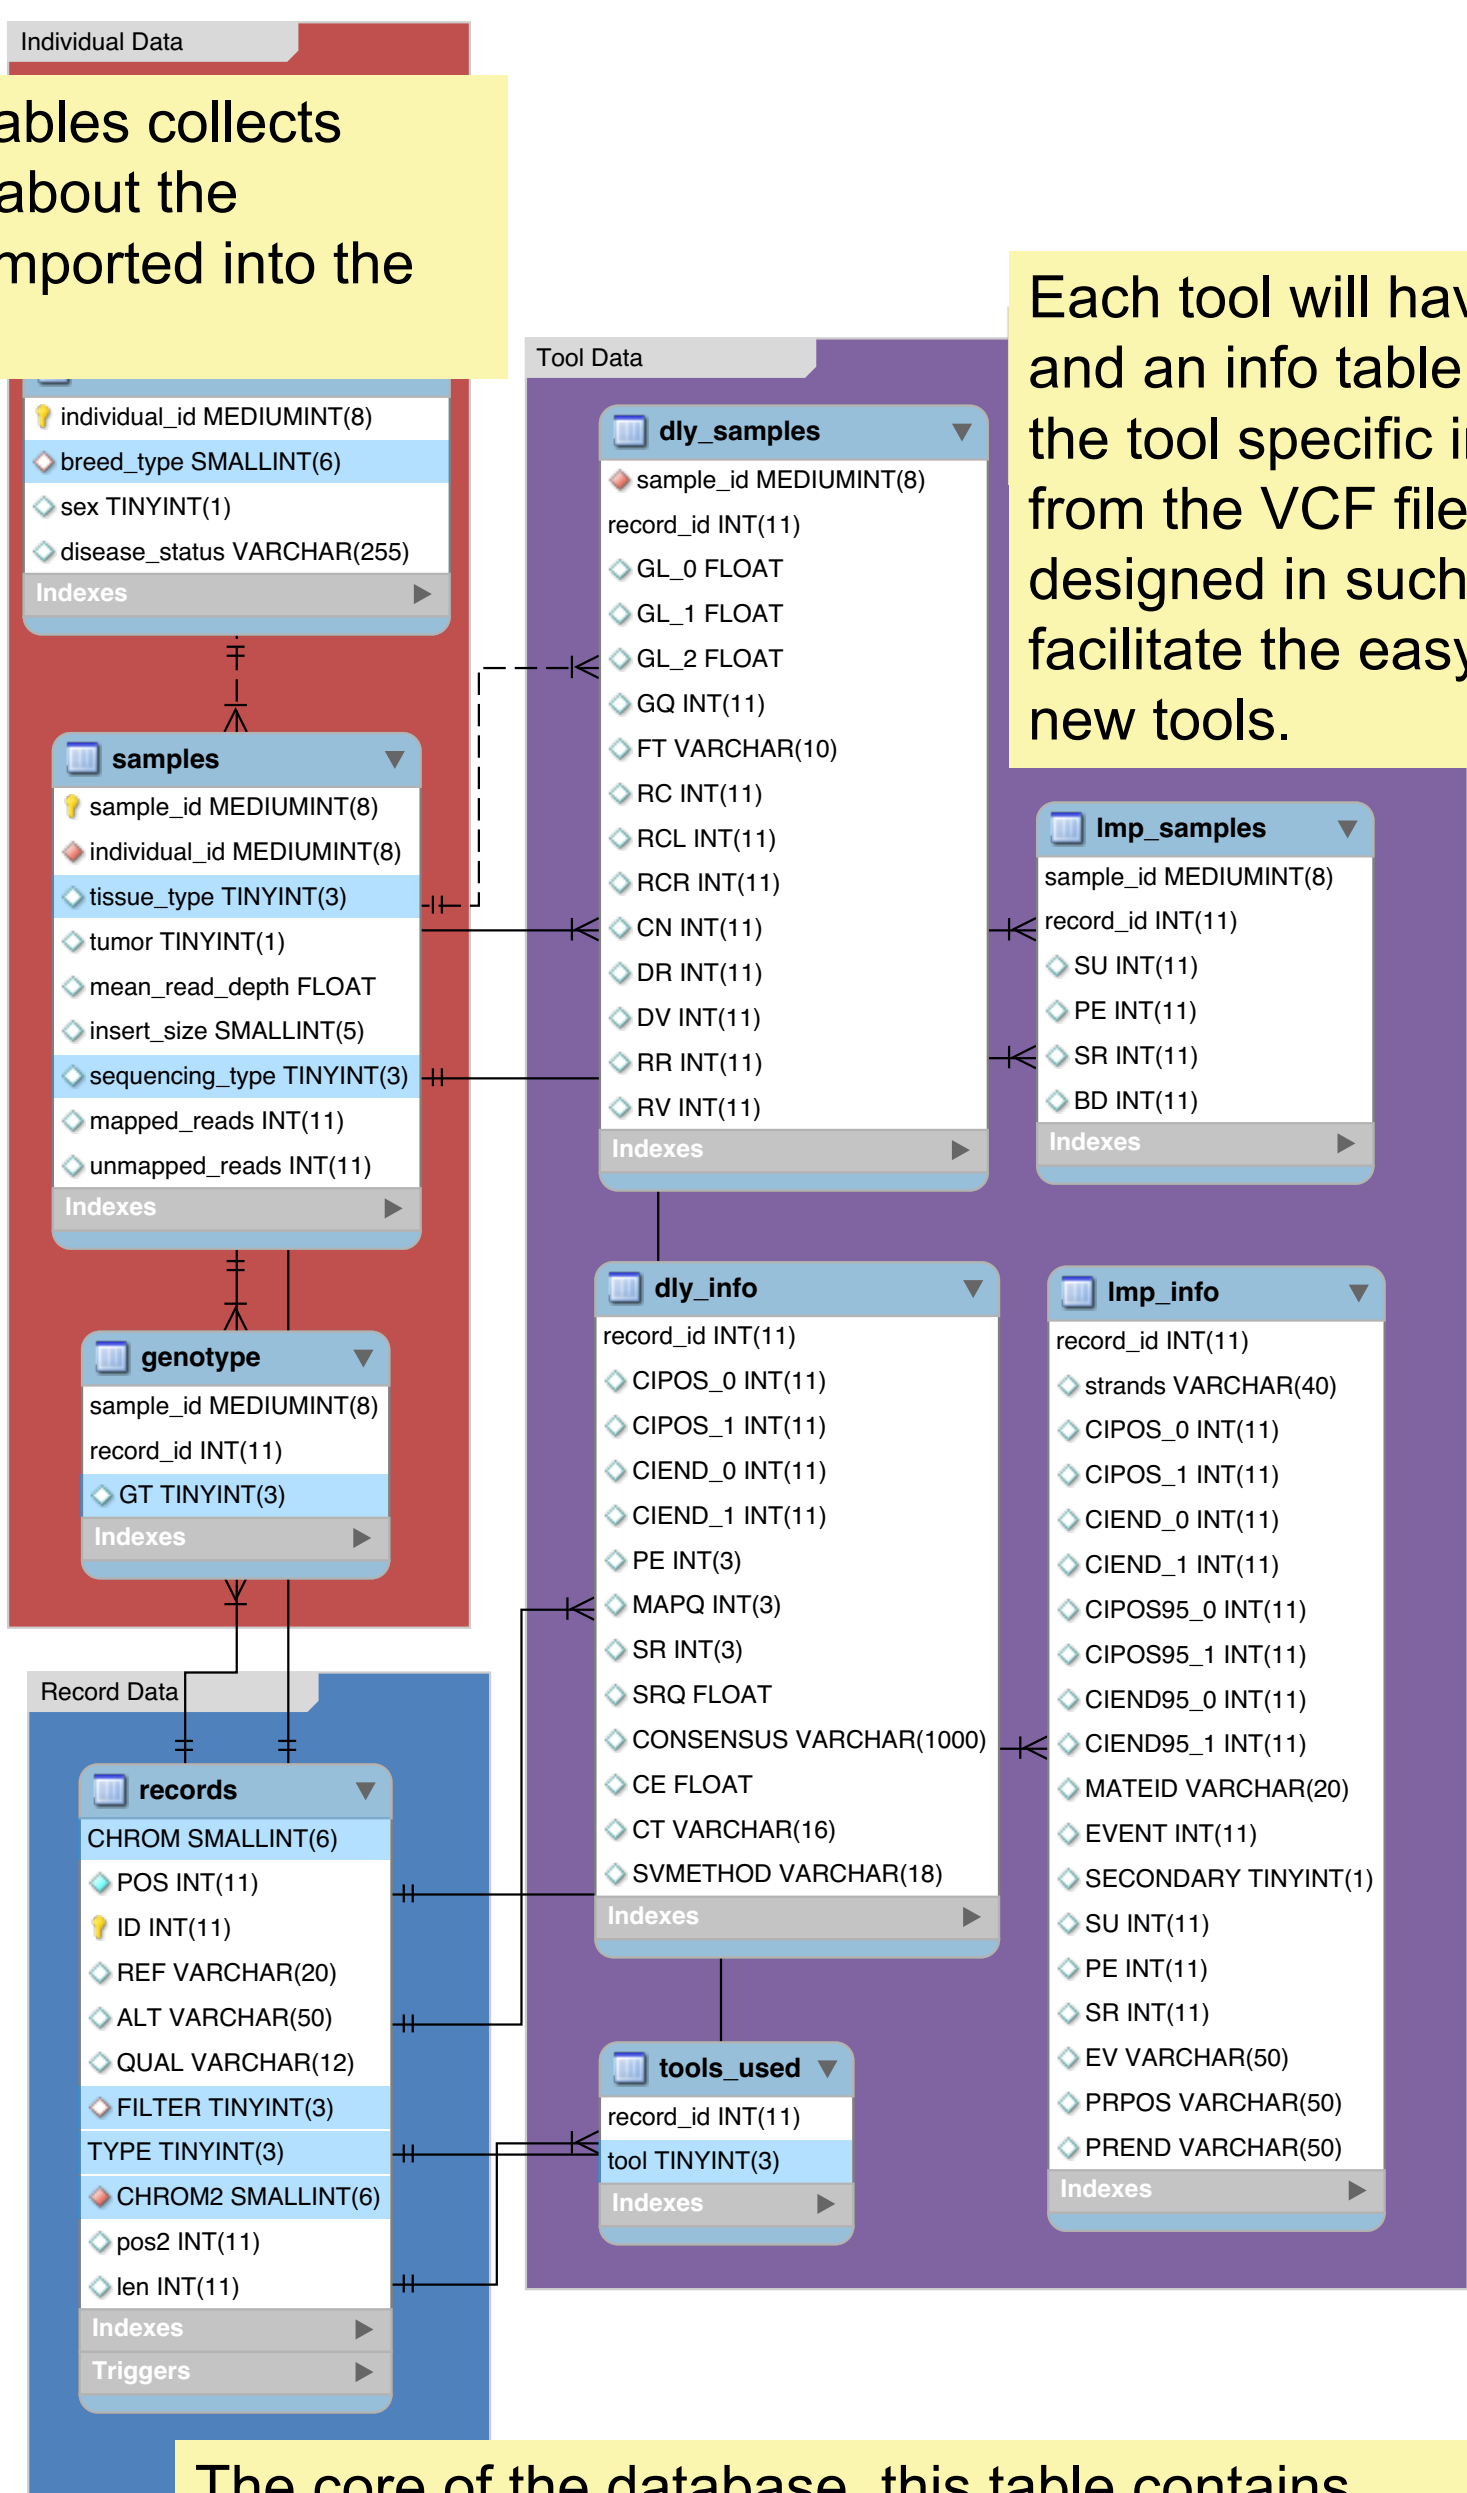 Individual Data
ables collects
about the
mported into the
individual_id MEDIUMINT(8)
breed_type SMALLINT(6)
sex TINYINT(1)
disease_status VARCHAR(255)
Indexes
samples
sample_id MEDIUMINT(8)
individual_id MEDIUMINT(8)
tissue_type TINYINT(3)
tumor TINYINT(1)
mean_read_depth FLOAT
insert_size SMALLINT(5)
sequencing_type TINYINT(3)
mapped_reads INT(11)
unmapped_reads INT(11)
Indexes
genotype
sample_id MEDIUMINT(8)
record_id INT(11)
GT TINYINT(3)
Indexes
Record Data
records
CHROM SMALLINT(6)
POS INT(11)
ID INT(11)
REF VARCHAR(20)
ALT VARCHAR(50)
QUAL VARCHAR(12)
FILTER TINYINT(3)
TYPE TINYINT(3)
CHROM2 SMALLINT(6)
pos2 INT(11)
len INT(11)
Indexes
Triggers
Tool Data
dly_samples
sample_id MEDIUMINT(8)
record_id INT(11)
GL_0 FLOAT
GL_1 FLOAT
GL_2 FLOAT
GQ INT(11)
FT VARCHAR(10)
RC INT(11)
RCL INT(11)
RCR INT(11)
CN INT(11)
DR INT(11)
DV INT(11)
RR INT(11)
RV INT(11)
Indexes
dly_info
record_id INT(11)
CIPOS_0 INT(11)
CIPOS_1 INT(11)
CIEND_0 INT(11)
CIEND_1 INT(11)
PE INT(3)
MAPQ INT(3)
SR INT(3)
SRQ FLOAT
CONSENSUS VARCHAR(1000)
CE FLOAT
CT VARCHAR(16)
SVMETHOD VARCHAR(18)
Indexes
tools_used
record_id INT(11)
tool TINYINT(3)
Indexes
Each tool will hav
and an info table
the tool specific i
from the VCF file
designed in such
facilitate the easy
new tools.
lmp_samples
sample_id MEDIUMINT(8)
record_id INT(11)
SU INT(11)
PE INT(11)
SR INT(11)
BD INT(11)
Indexes
lmp_info
record_id INT(11)
strands VARCHAR(40)
CIPOS_0 INT(11)
CIPOS_1 INT(11)
CIEND_0 INT(11)
CIEND_1 INT(11)
CIPOS95_0 INT(11)
CIPOS95_1 INT(11)
CIEND95_0 INT(11)
CIEND95_1 INT(11)
MATEID VARCHAR(20)
EVENT INT(11)
SECONDARY TINYINT(1)
SU INT(11)
PE INT(11)
SR INT(11)
EV VARCHAR(50)
PRPOS VARCHAR(50)
PREND VARCHAR(50)
Indexes
The core of the database, this table contains